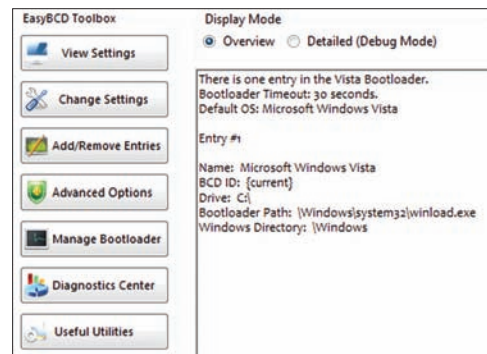 EasyBCD Toolbox
View Settings
Change Settings
Add/Remove Entries
Advanced Options
Manage Bootloader
Diagnostics Center
Useful Utilities
Display Mode
Overview
Detailed (Debug Mode)
There is one entry in the Vista Bootloader.
Bootloader Timeout: 30 seconds.
Default OS: Microsoft Windows Vista
Entry #1
Name: Microsoft Windows Vista
BCD ID: {current}
Drive: C:\
Bootloader Path: \Windows\system32\winload.exe
Windows Directory: \Windows